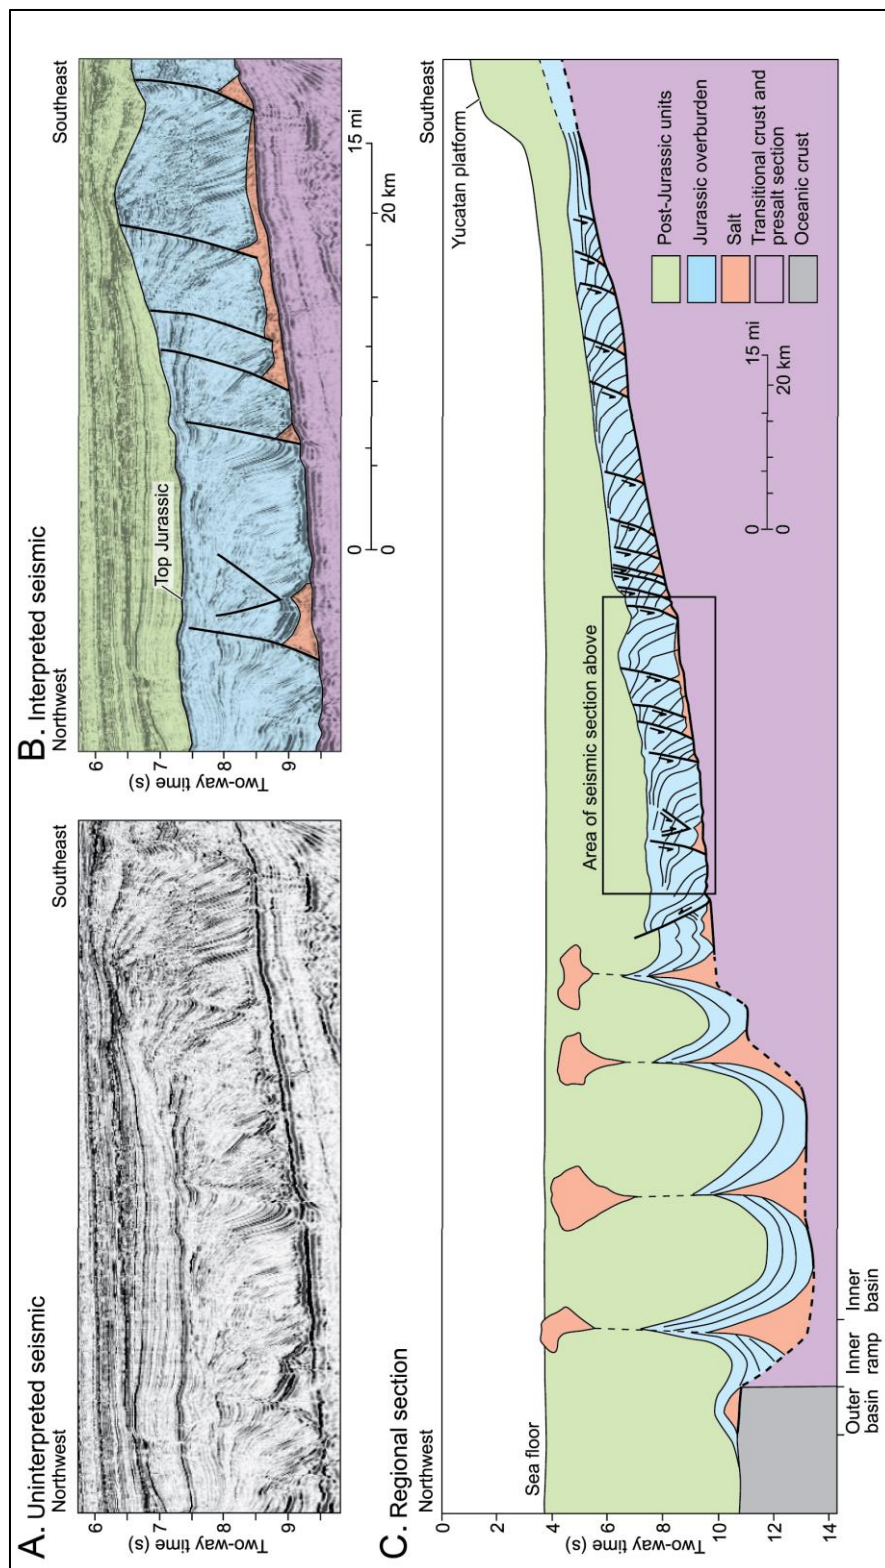 A. Uninterpreted seismic
Northwest
Southeast
6
7
8
9
Two-way time (s)
B. Interpreted seismic
Northwest
Southeast
6
7
8
9
Two-way time (s)
Top Jurassic
0
15 mi
0
20 km
C. Regional section
Northwest
Southeast
0
2
4
6
8
10
12
14
Two-way time (s)
Sea floor
Outer
basin
Inner
ramp
Inner
basin
Area of seismic section above
Yucatan platform
0
15 mi
0
20 km
Post-Jurassic units
Jurassic overburden
Salt
Transitional crust and
presalt section
Oceanic crust